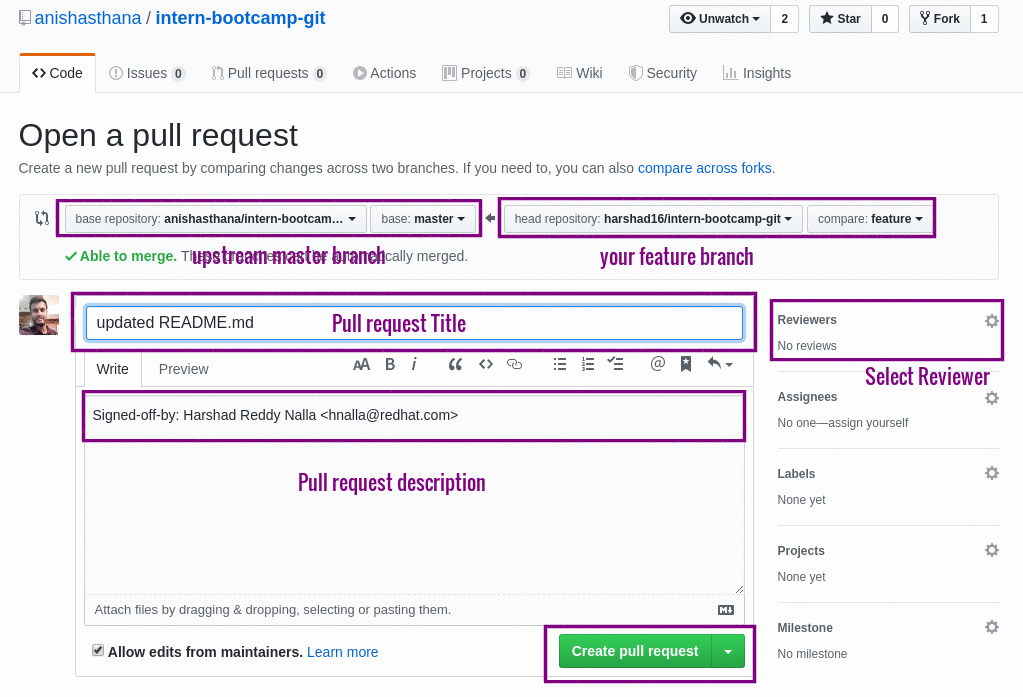 anishasthana / intern-bootcamp-git
Unwatch 2 Star 0 Fork 1
Code Issues 0 Pull requests 0 Actions Projects 0 Wiki Security Insights
Open a pull request
Create a new pull request by comparing changes across two branches. If you need to, you can also compare across forks.
base repository: anishasthana/intern-bootcam… base: master head repository: harshad16/intern-bootcamp-git compare: feature
Able to merge. These branches can be automatically merged.
upstream master branch
your feature branch
updated README.md
Pull request Title
Write Preview
AA B i @
Signed-off-by: Harshad Reddy Nalla <hnalla@redhat.com>
Pull request description
Attach files by dragging & dropping, selecting or pasting them.
Allow edits from maintainers. Learn more
Create pull request
Reviewers
No reviews
Select Reviewer
Assignees
No one—assign yourself
Labels
None yet
Projects
None yet
Milestone
No milestone